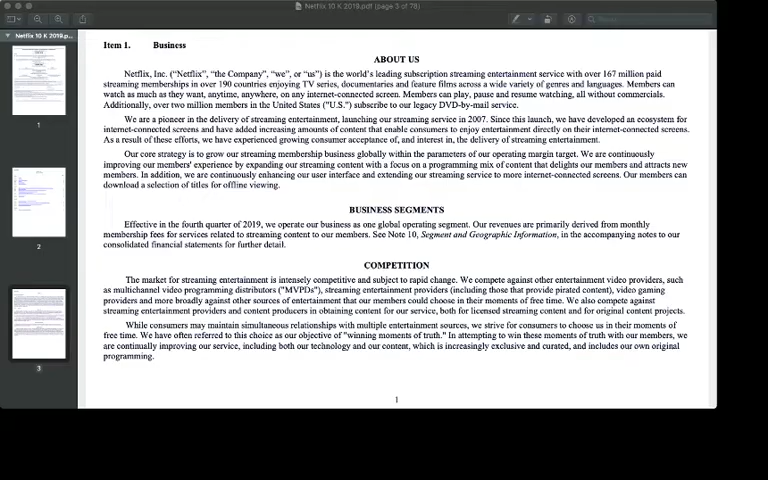 Netflix 10 K 2019.pdf (page 3 of 78)
Search
Netflix 10 K 2019.p...
1
2
3
Item 1. Business
ABOUT US
Netflix, Inc. ("Netflix", "the Company", "we", or "us") is the world's leading subscription streaming entertainment service with over 167 million paid
streaming memberships in over 190 countries enjoying TV series, documentaries and feature films across a wide variety of genres and languages. Members can
watch as much as they want, anytime, anywhere, on any internet-connected screen. Members can play, pause and resume watching, all without commercials.
Additionally, over two million members in the United States ("U.S.") subscribe to our legacy DVD-by-mail service.
We are a pioneer in the delivery of streaming entertainment, launching our streaming service in 2007. Since this launch, we have developed an ecosystem for
internet-connected screens and have added increasing amounts of content that enable consumers to enjoy entertainment directly on their internet-connected screens.
As a result of these efforts, we have experienced growing consumer acceptance of, and interest in, the delivery of streaming entertainment.
Our core strategy is to grow our streaming membership business globally within the parameters of our operating margin target. We are continuously
improving our members' experience by expanding our streaming content with a focus on a programming mix of content that delights our members and attracts new
members. In addition, we are continuously enhancing our user interface and extending our streaming service to more internet-connected screens. Our members can
download a selection of titles for offline viewing.
BUSINESS SEGMENTS
Effective in the fourth quarter of 2019, we operate our business as one global operating segment. Our revenues are primarily derived from monthly
membership fees for services related to streaming content to our members. See Note 10, Segment and Geographic Information, in the accompanying notes to our
consolidated financial statements for further detail.
COMPETITION
The market for streaming entertainment is intensely competitive and subject to rapid change. We compete against other entertainment video providers, such
as multichannel video programming distributors ("MVPDs"), streaming entertainment providers (including those that provide pirated content), video gaming
providers and more broadly against other sources of entertainment that our members could choose in their moments of free time. We also compete against
streaming entertainment providers and content producers in obtaining content for our service, both for licensed streaming content and for original content projects.
While consumers may maintain simultaneous relationships with multiple entertainment sources, we strive for consumers to choose us in their moments of
free time. We have often referred to this choice as our objective of "winning moments of truth." In attempting to win these moments of truth with our members, we
are continually improving our service, including both our technology and our content, which is increasingly exclusive and curated, and includes our own original
programming.
1